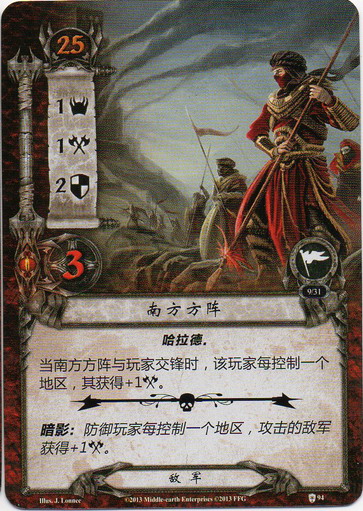 25
1
1
2
3
9/31
南方方阵
哈拉德.
当南方方阵与玩家交锋时，该玩家每控制一个
地区，其获得+1.
暗影：防御玩家每控制一个地区，攻击的敌军
获得+1.
敌军
Illus. J. Lonnee ©2013 Middle-earth Enterprises ©2013 FFG 94